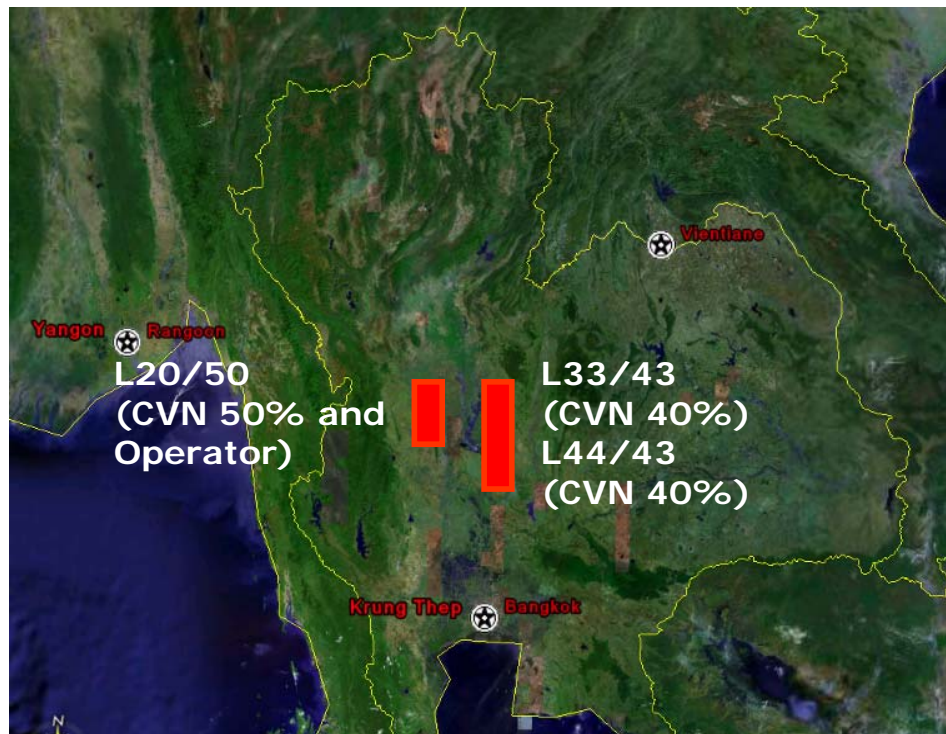 Vientiane
Yangon Rangoon
L20/50
(CVN 50% and
Operator)
L33/43
(CVN 40%)
L44/43
(CVN 40%)
Krung Thep Bangkok
N